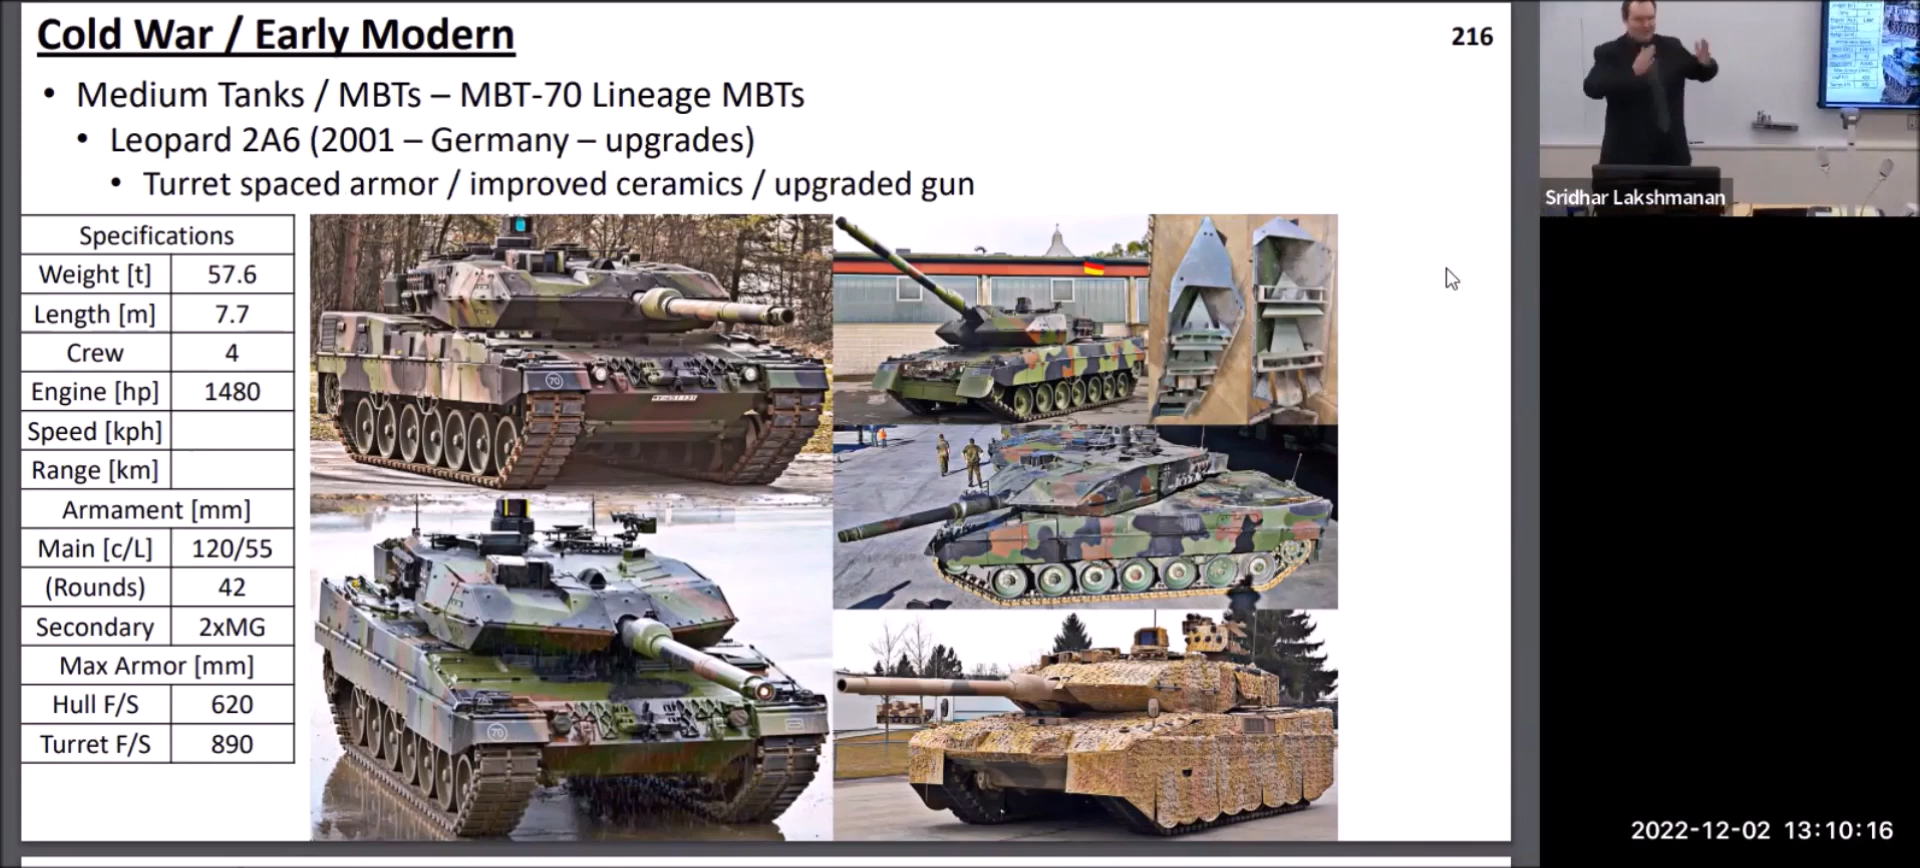 Cold War / Early Modern
216
• Medium Tanks / MBTs – MBT-70 Lineage MBTs
• Leopard 2A6 (2001 – Germany – upgrades)
• Turret spaced armor / improved ceramics / upgraded gun
Specifications
Weight [t] 57.6
Length [m] 7.7
Crew 4
Engine [hp] 1480
Speed [kph]
Range [km]
Armament [mm]
Main [c/L] 120/55
(Rounds) 42
Secondary 2xMG
Max Armor [mm]
Hull F/S 620
Turret F/S 890
70
70
Sridhar Lakshmanan
2022-12-02 13:10:16